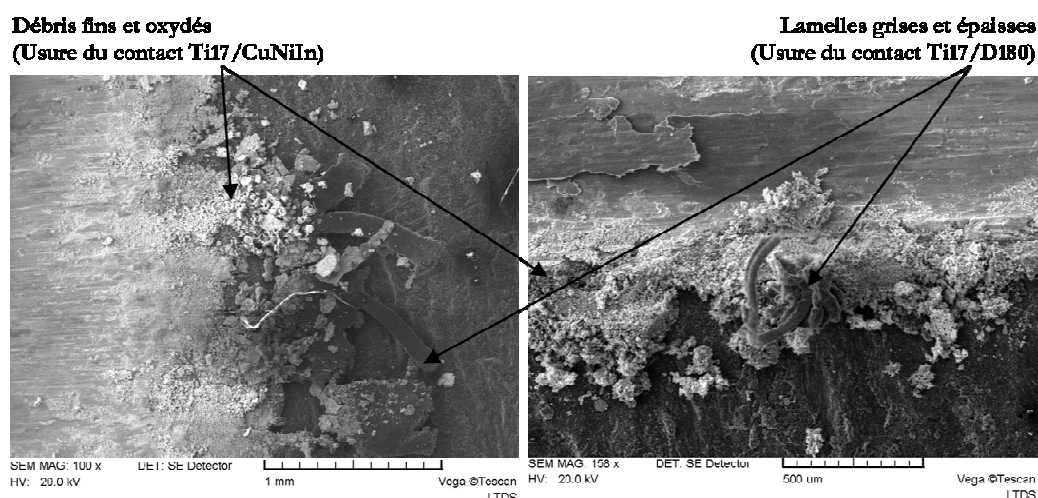 Débris fins et oxydés
(Usure du contact Ti17/CuNiIn)
Lamelles grises et épaisses
(Usure du contact Ti17/D180)
SEM MAG: 100 x DET: SE Detector
HV: 20.0 kV 1 mm Vega ©Tescan
LTDS
SEM MAG: 158 x DET: SE Detector
HV: 20.0 kV 500 um Vega ©Tescan
LTDS